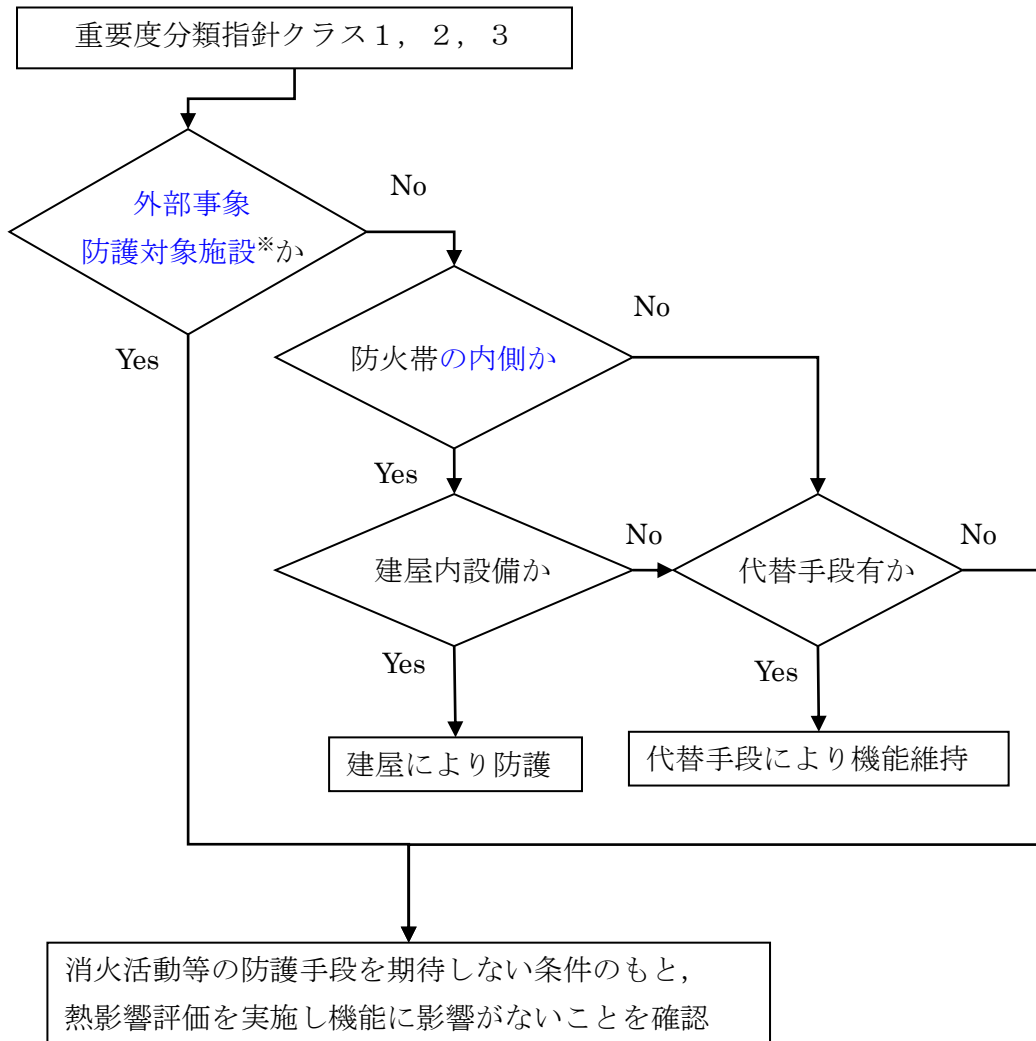 重要度分類指針クラス１，２，３
外部事象
防護対象施設※か
No
Yes
防火帯の内側か
No
Yes
建屋内設備か
No
Yes
代替手段有か
No
Yes
建屋により防護
代替手段により機能維持
消火活動等の防護手段を期待しない条件のもと，
熱影響評価を実施し機能に影響がないことを確認